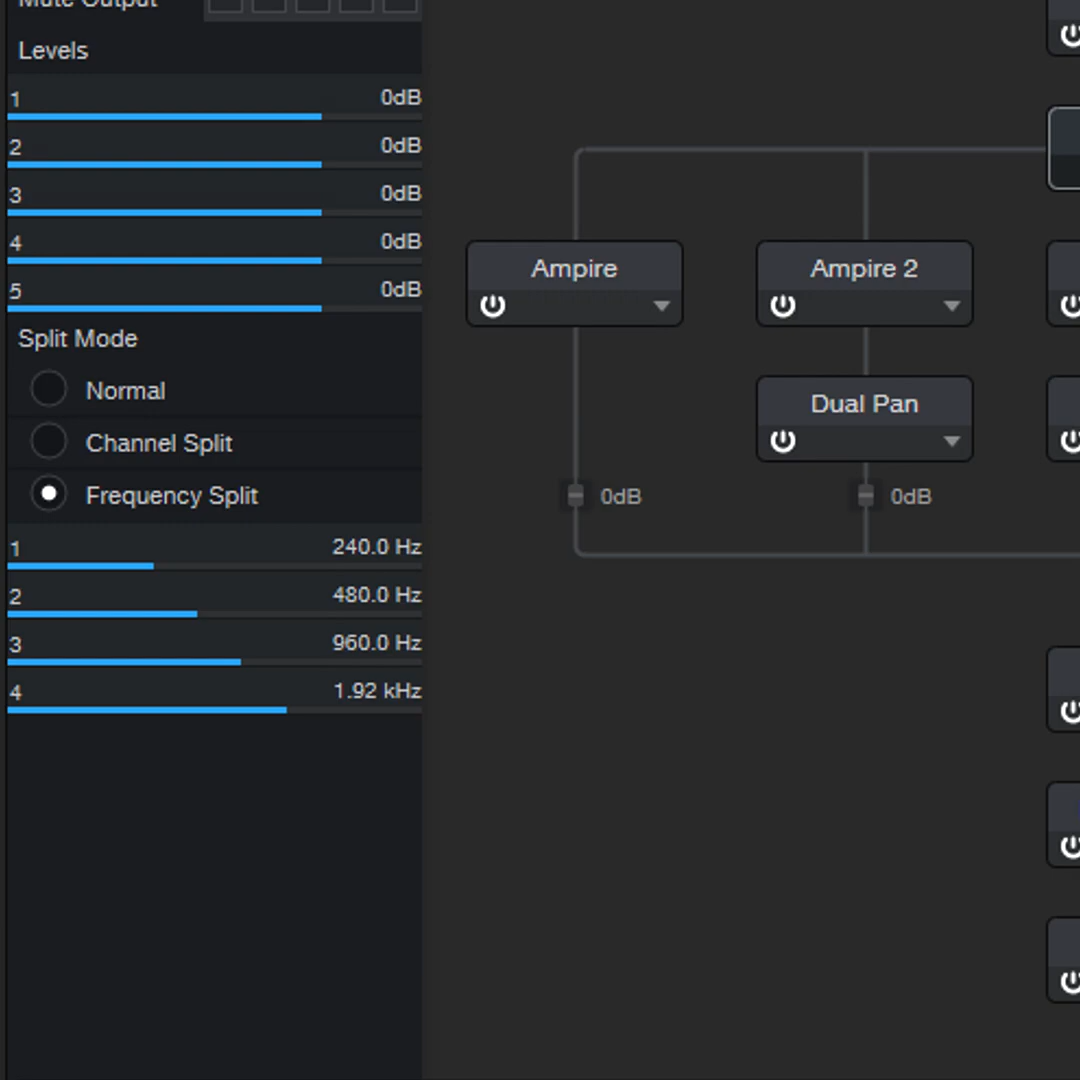 Mute Output
Levels
1 0dB
2 0dB
3 0dB
4 0dB
5 0dB
Split Mode
Normal
Channel Split
Frequency Split
1 240.0 Hz
2 480.0 Hz
3 960.0 Hz
4 1.92 kHz
Ampire
Ampire 2
Dual Pan
0dB
0dB